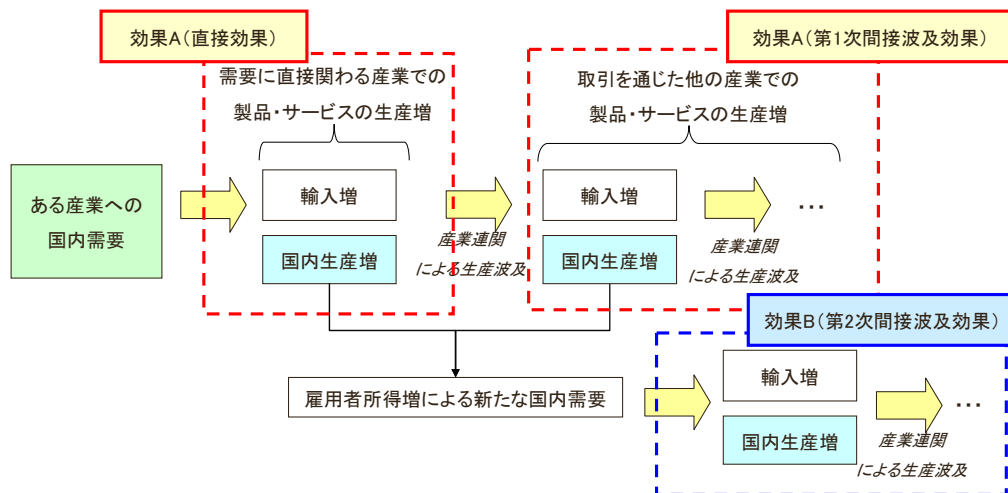 効果A(直接効果)
効果A(第1次間接波及効果)
需要に直接関わる産業での
製品・サービスの生産増
取引を通じた他の産業での
製品・サービスの生産増
ある産業への
国内需要
輸入増
国内生産増
産業連関
による生産波及
輸入増
国内生産増
…
産業連関
による生産波及
効果B(第2次間接波及効果)
雇用者所得増による新たな国内需要
輸入増
国内生産増
…
産業連関
による生産波及